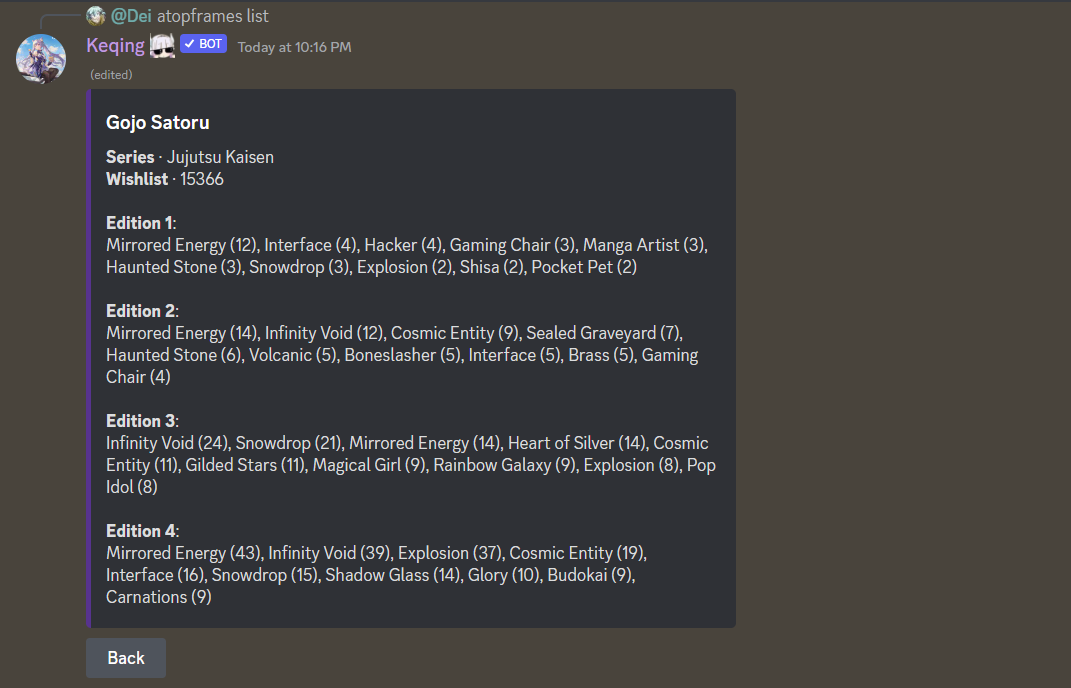 @Dei atopframes list
Keqing ✓ BOT Today at 10:16 PM
(edited)
Gojo Satoru
Series · Jujutsu Kaisen
Wishlist · 15366
Edition 1:
Mirrored Energy (12), Interface (4), Hacker (4), Gaming Chair (3), Manga Artist (3),
Haunted Stone (3), Snowdrop (3), Explosion (2), Shisa (2), Pocket Pet (2)
Edition 2:
Mirrored Energy (14), Infinity Void (12), Cosmic Entity (9), Sealed Graveyard (7),
Haunted Stone (6), Volcanic (5), Boneslasher (5), Interface (5), Brass (5), Gaming
Chair (4)
Edition 3:
Infinity Void (24), Snowdrop (21), Mirrored Energy (14), Heart of Silver (14), Cosmic
Entity (11), Gilded Stars (11), Magical Girl (9), Rainbow Galaxy (9), Explosion (8), Pop
Idol (8)
Edition 4:
Mirrored Energy (43), Infinity Void (39), Explosion (37), Cosmic Entity (19),
Interface (16), Snowdrop (15), Shadow Glass (14), Glory (10), Budokai (9),
Carnations (9)
Back